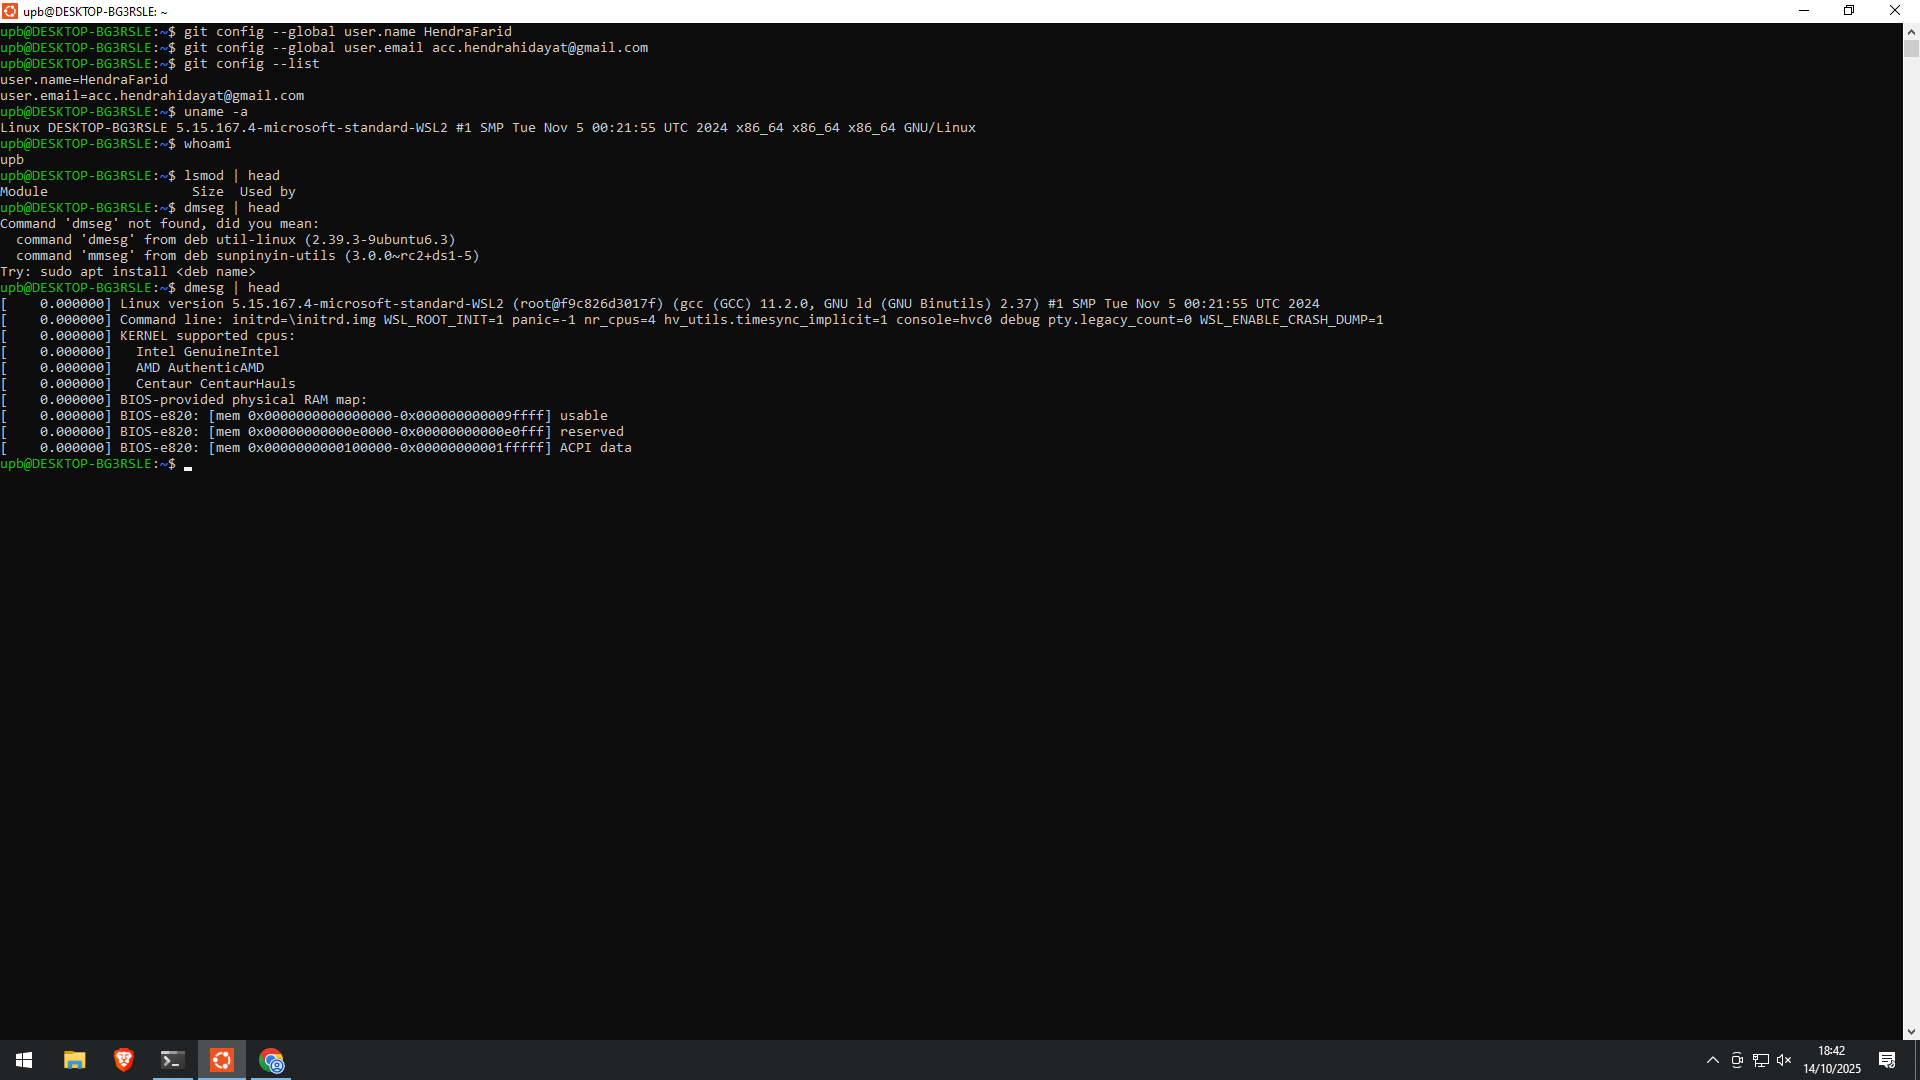 upb@DESKTOP-BG3RSLE: ~
upb@DESKTOP-BG3RSLE:~$ git config --global user.name HendraFarid
upb@DESKTOP-BG3RSLE:~$ git config --global user.email acc.hendrahidayat@gmail.com
upb@DESKTOP-BG3RSLE:~$ git config --list
user.name=HendraFarid
user.email=acc.hendrahidayat@gmail.com
upb@DESKTOP-BG3RSLE:~$ uname -a
Linux DESKTOP-BG3RSLE 5.15.167.4-microsoft-standard-WSL2 #1 SMP Tue Nov 5 00:21:55 UTC 2024 x86_64 x86_64 x86_64 GNU/Linux
upb@DESKTOP-BG3RSLE:~$ whoami
upb
upb@DESKTOP-BG3RSLE:~$ lsmod | head
Module                  Size  Used by
upb@DESKTOP-BG3RSLE:~$ dmseg | head
Command 'dmseg' not found, did you mean:
  command 'dmesg' from deb util-linux (2.39.3-9ubuntu6.3)
  command 'mmseg' from deb sunpinyin-utils (3.0.0~rc2+ds1-5)
Try: sudo apt install <deb name>
upb@DESKTOP-BG3RSLE:~$ dmesg | head
[    0.000000] Linux version 5.15.167.4-microsoft-standard-WSL2 (root@f9c826d3017f) (gcc (GCC) 11.2.0, GNU ld (GNU Binutils) 2.37) #1 SMP Tue Nov 5 00:21:55 UTC 2024
[    0.000000] Command line: initrd=\initrd.img WSL_ROOT_INIT=1 panic=-1 nr_cpus=4 hv_utils.timesync_implicit=1 console=hvc0 debug pty.legacy_count=0 WSL_ENABLE_CRASH_DUMP=1
[    0.000000] KERNEL supported cpus:
[    0.000000]   Intel GenuineIntel
[    0.000000]   AMD AuthenticAMD
[    0.000000]   Centaur CentaurHauls
[    0.000000] BIOS-provided physical RAM map:
[    0.000000] BIOS-e820: [mem 0x0000000000000000-0x000000000009ffff] usable
[    0.000000] BIOS-e820: [mem 0x00000000000e0000-0x00000000000e0fff] reserved
[    0.000000] BIOS-e820: [mem 0x0000000000100000-0x00000000001fffff] ACPI data
upb@DESKTOP-BG3RSLE:~$
18:42
14/10/2025